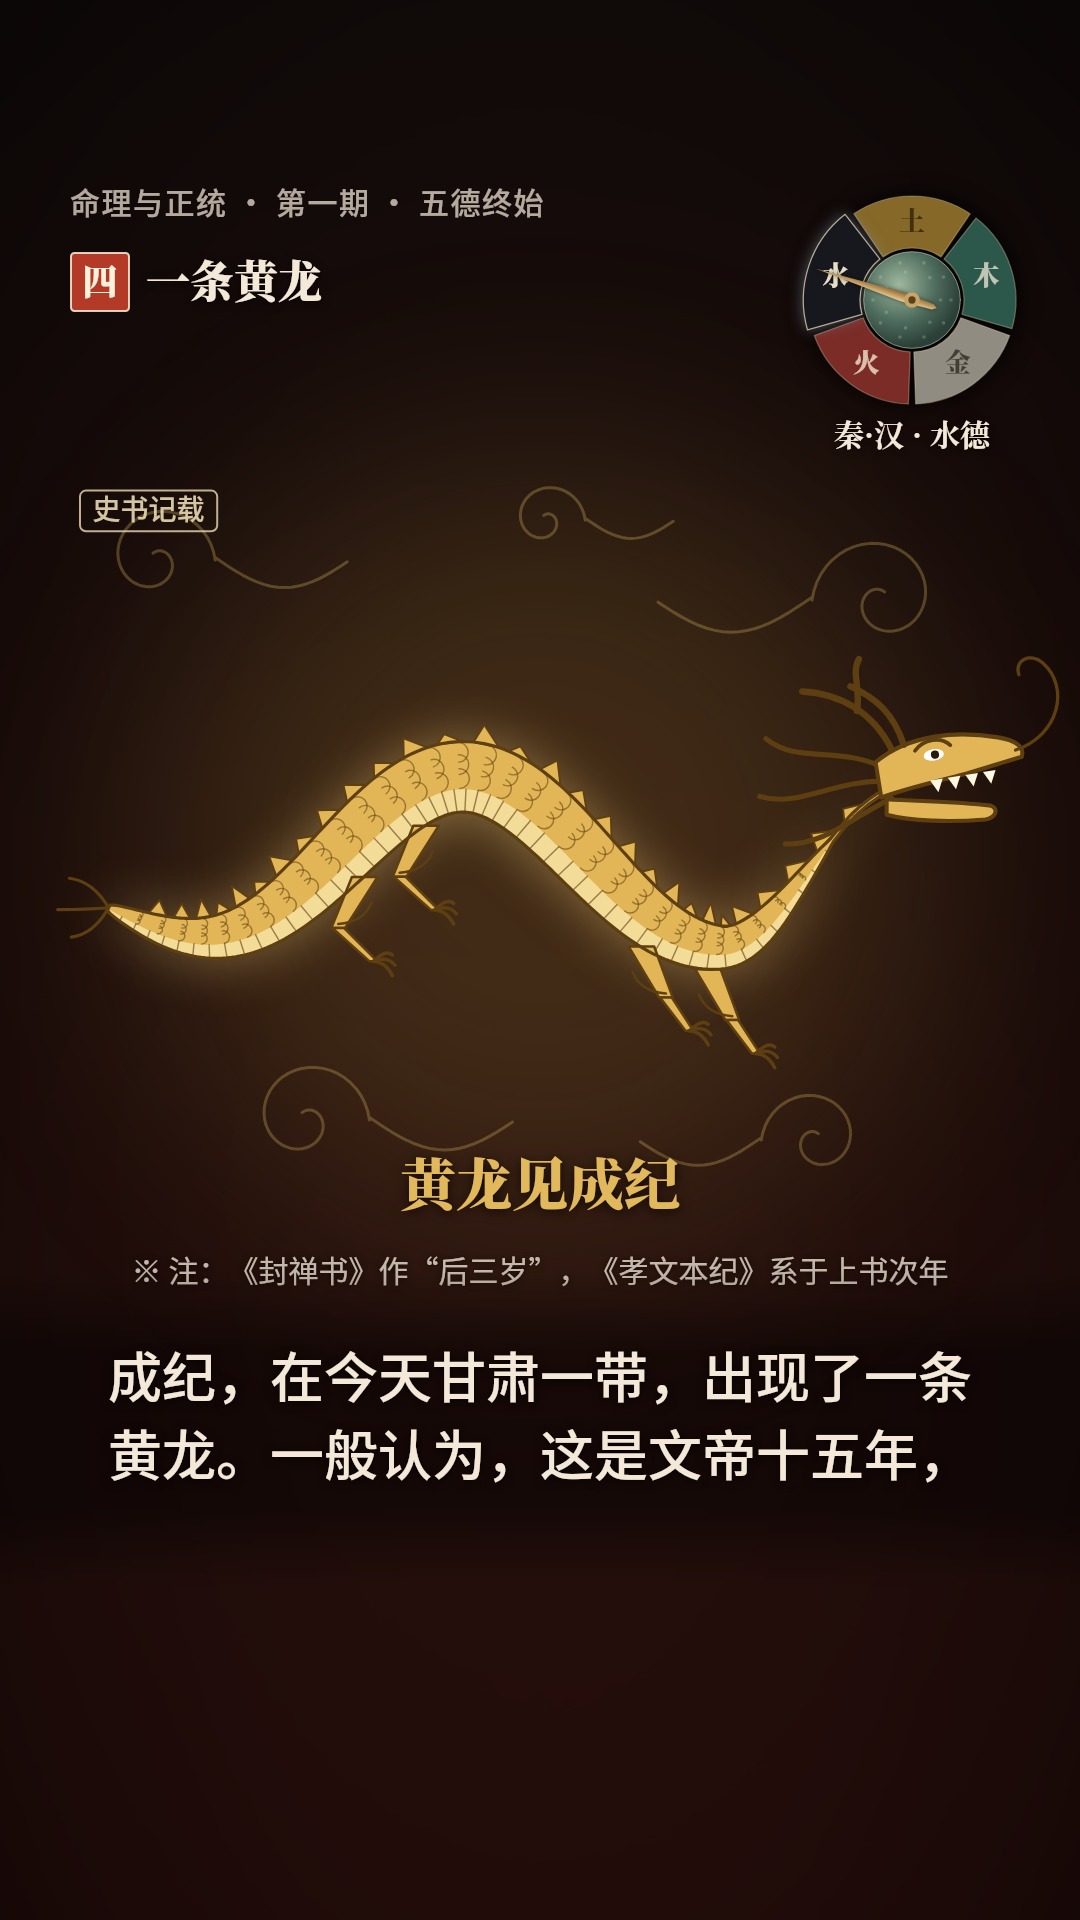 命理与正统 · 第一期 · 五德终始
四 一条黄龙
土
水
木
火
金
秦·汉 · 水德
史书记载
黄龙见成纪
※ 注：《封禅书》作“后三岁”，《孝文本纪》系于上书次年
成纪，在今天甘肃一带，出现了一条
黄龙。一般认为，这是文帝十五年，